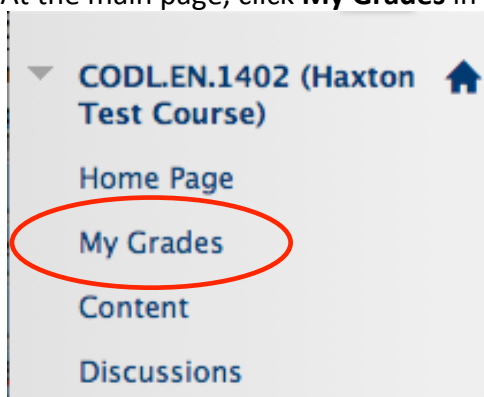 At the main page, click My Grades in
CODL.EN.1402 (Haxton
Test Course)
Home Page
My Grades
Content
Discussions